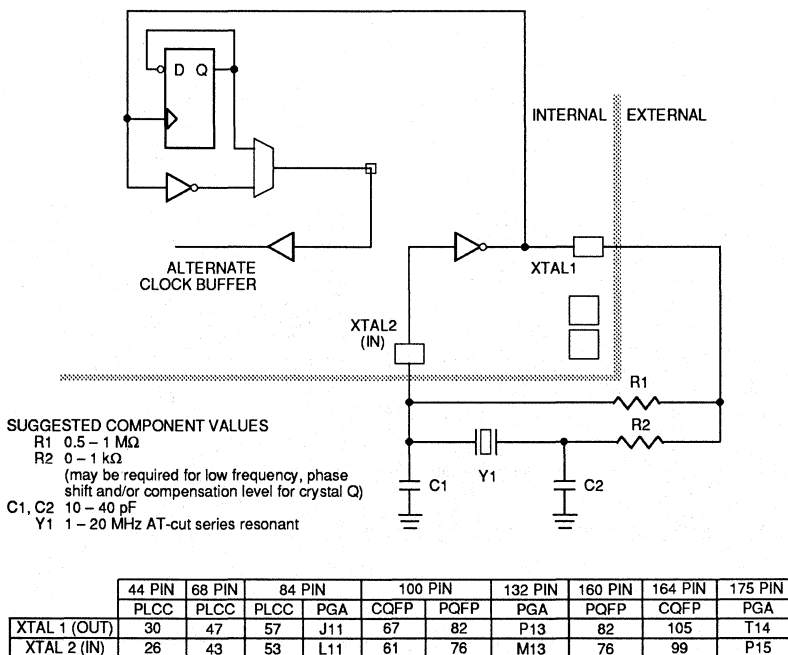 D Q
INTERNAL EXTERNAL
ALTERNATE
CLOCK BUFFER
XTAL1
XTAL2
(IN)
R1
R2
Y1
C1
C2
SUGGESTED COMPONENT VALUES
R1 0.5 – 1 MΩ
R2 0 – 1 kΩ
(may be required for low frequency, phase
shift and/or compensation level for crystal Q)
C1, C2 10 – 40 pF
Y1 1 – 20 MHz AT-cut series resonant
44 PIN 68 PIN 84 PIN 100 PIN 132 PIN 160 PIN 164 PIN 175 PIN
PLCC PLCC PLCC PGA CQFP PQFP PGA PQFP CQFP PGA
XTAL 1 (OUT) 30 47 57 J11 67 82 P13 82 105 T14
XTAL 2 (IN) 26 43 53 L11 61 76 M13 76 99 P15